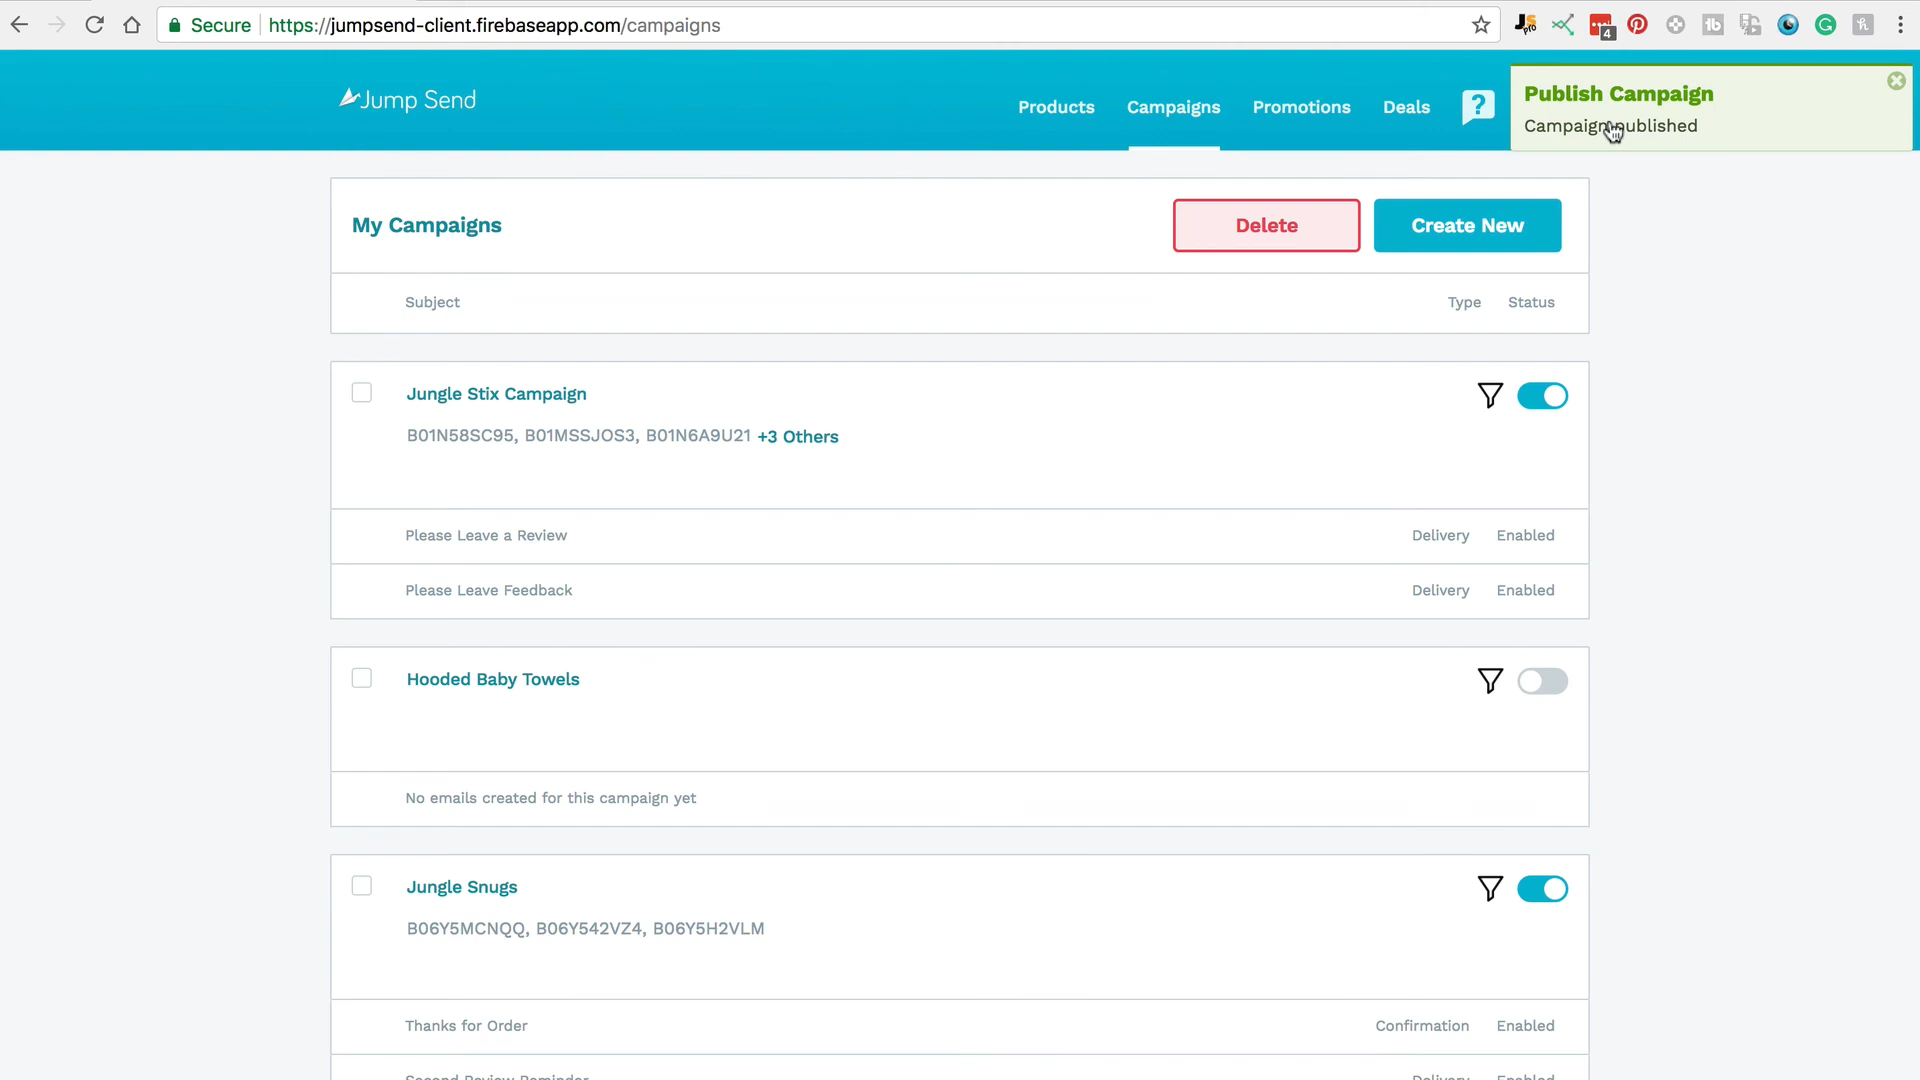 Secure https://jumpsend-client.firebaseapp.com/campaigns
4
Jump Send
Products Campaigns Promotions Deals ?
Publish Campaign
Campaign published
My Campaigns
Delete Create New
Subject Type Status
Jungle Stix Campaign
B01N58SC95, B01MSSJOS3, B01N6A9U21 +3 Others
Please Leave a Review Delivery Enabled
Please Leave Feedback Delivery Enabled
Hooded Baby Towels
No emails created for this campaign yet
Jungle Snugs
B06Y5MCNQQ, B06Y542VZ4, B06Y5H2VLM
Thanks for Order Confirmation Enabled
Second Review Reminder Delivery Enabled